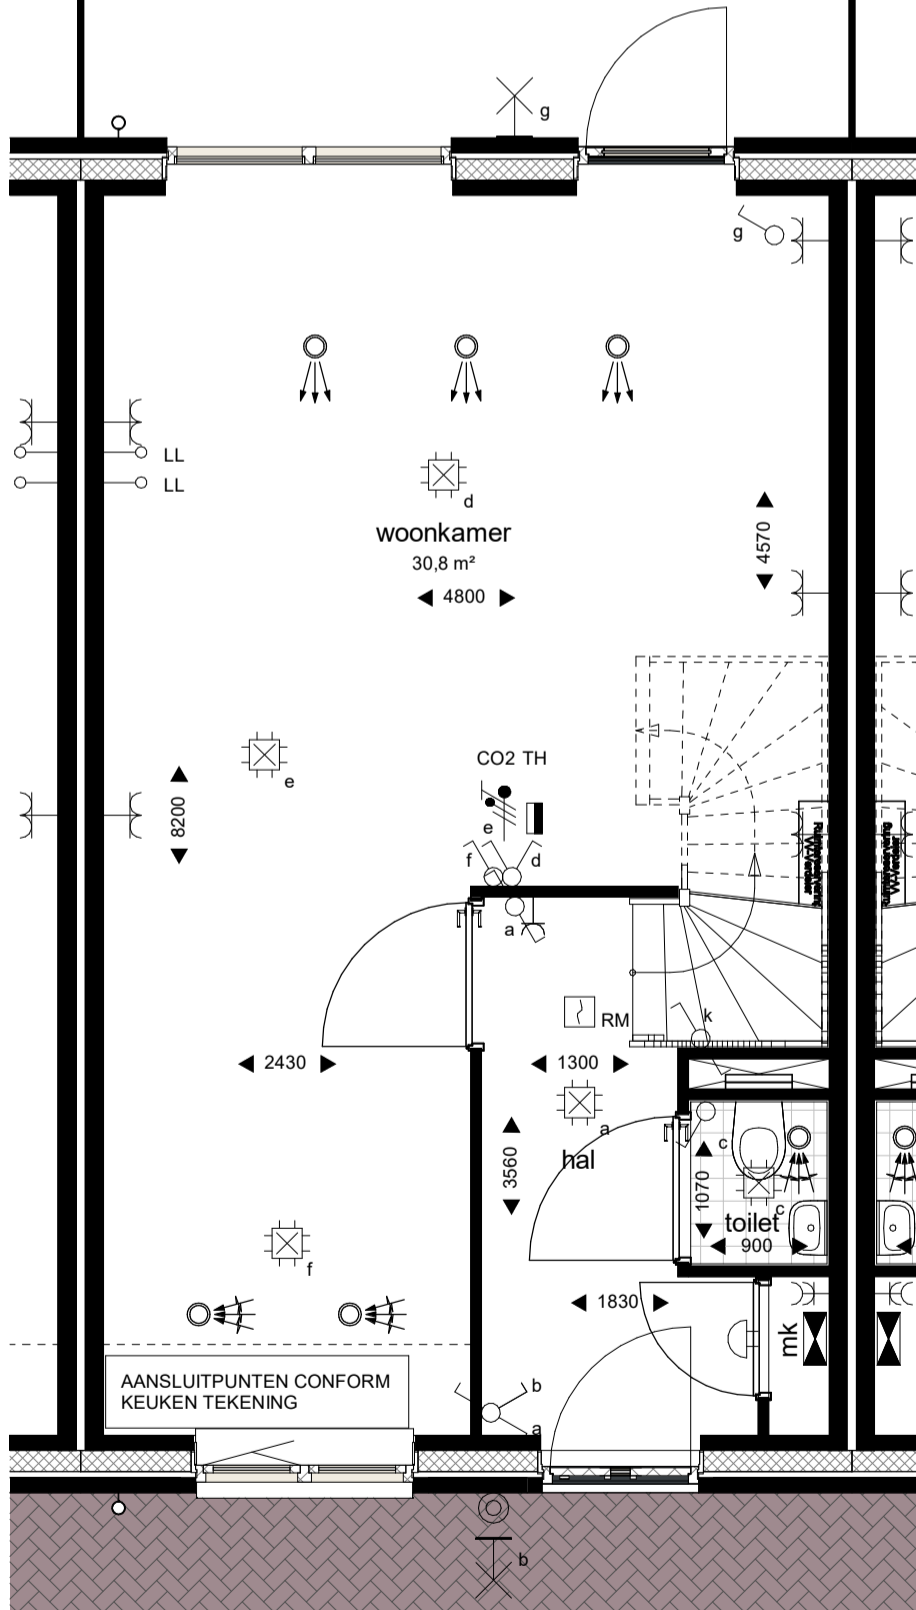 g
g
LL
LL
d
woonkamer
30,8 m²
4800
4570
e
8200
CO2 TH
e
f
d
a
RM
k
2430
1300
a
hal
3560
c
1070
c
toilet
900
f
1830
mk
AANSLUITPUNTEN CONFORM
KEUKEN TEKENING
b
a
b